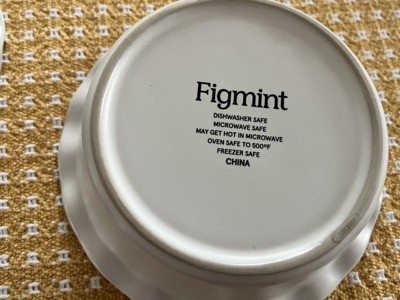 Figmint
DISHWASHER SAFE
MICROWAVE SAFE
MAY GET HOT IN MICROWAVE
OVEN SAFE TO 500°F
FREEZER SAFE
CHINA